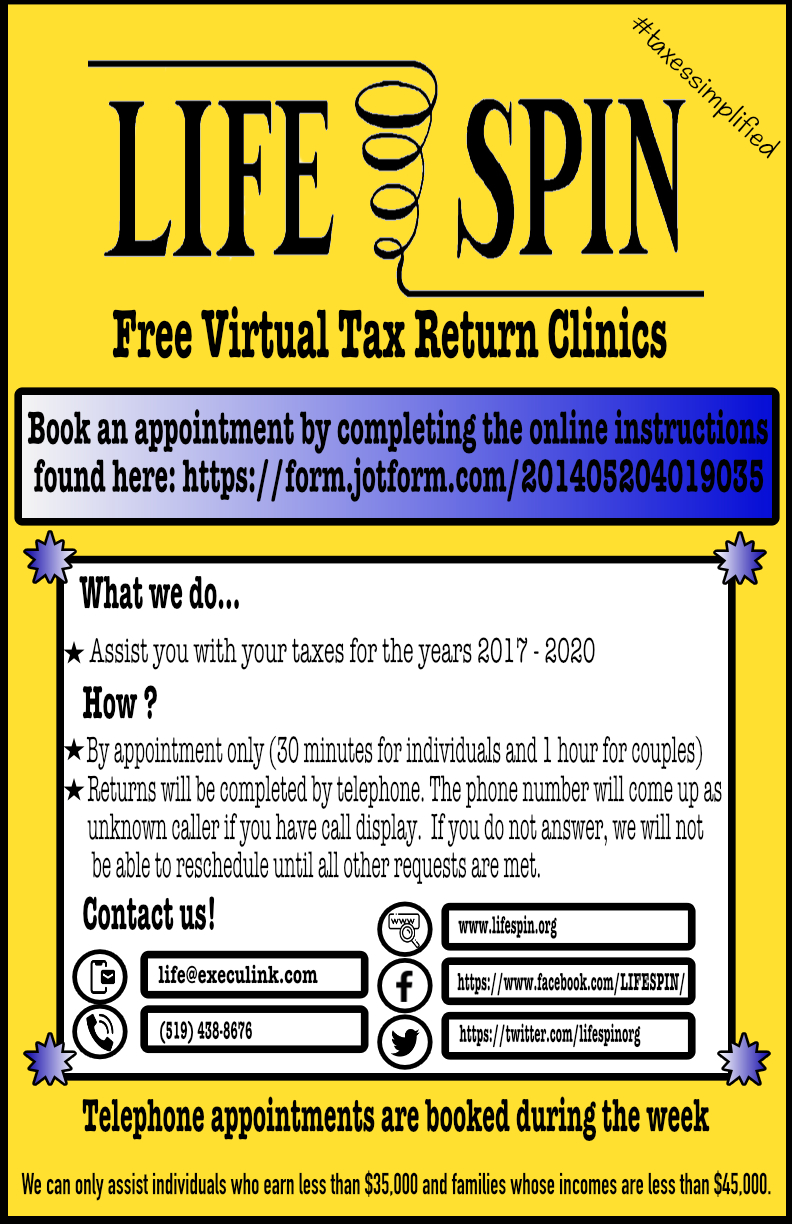 #taxessimplified
LIFE SPIN
Free Virtual Tax Return Clinics
Book an appointment by completing the online instructions
found here: https://form.jotform.com/201405204019035
What we do...
★ Assist you with your taxes for the years 2017 - 2020
How ?
★ By appointment only (30 minutes for individuals and 1 hour for couples)
★ Returns will be completed by telephone. The phone number will come up as
unknown caller if you have call display. If you do not answer, we will not
be able to reschedule until all other requests are met.
Contact us!
life@execulink.com
(519) 438-8676
www
www.lifespin.org
https://www.facebook.com/LIFESPIN/
https://twitter.com/lifespinorg
Telephone appointments are booked during the week
We can only assist individuals who earn less than $35,000 and families whose incomes are less than $45,000.